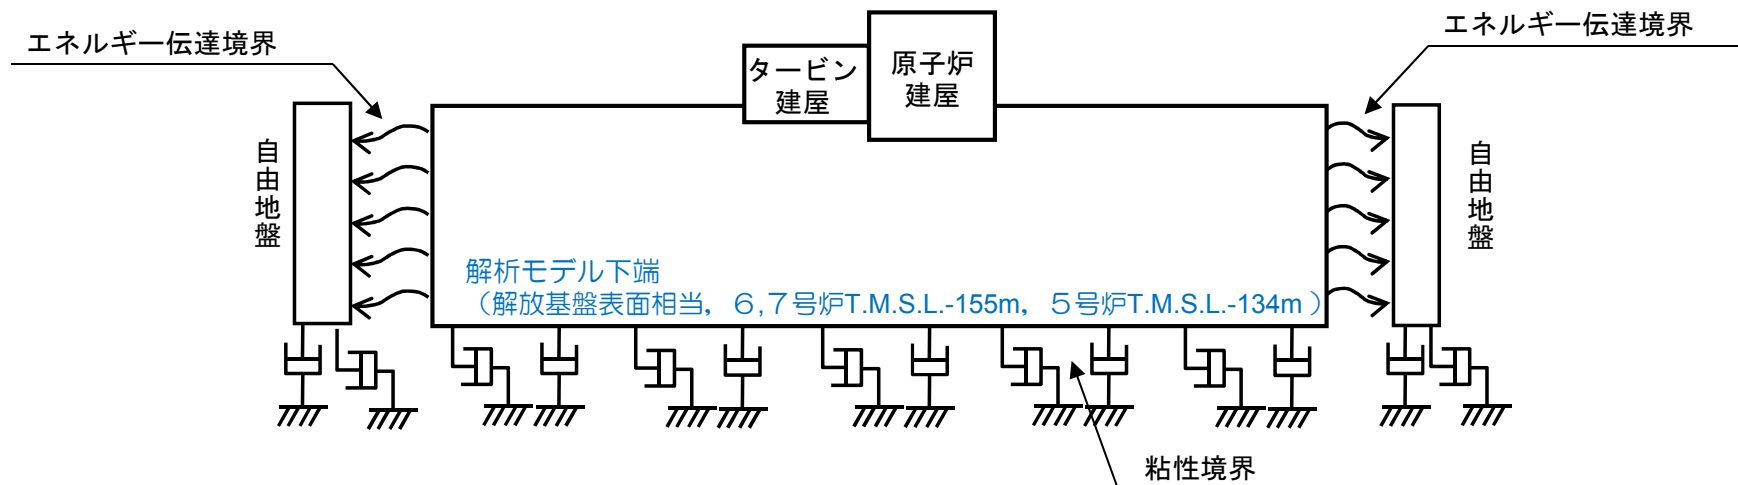 エネルギー伝達境界
エネルギー伝達境界
タービン
建屋
原子炉
建屋
自由地盤
自由地盤
解析モデル下端
（解放基盤表面相当，６,７号炉T.M.S.L.-155m，５号炉T.M.S.L.-134m ）
粘性境界